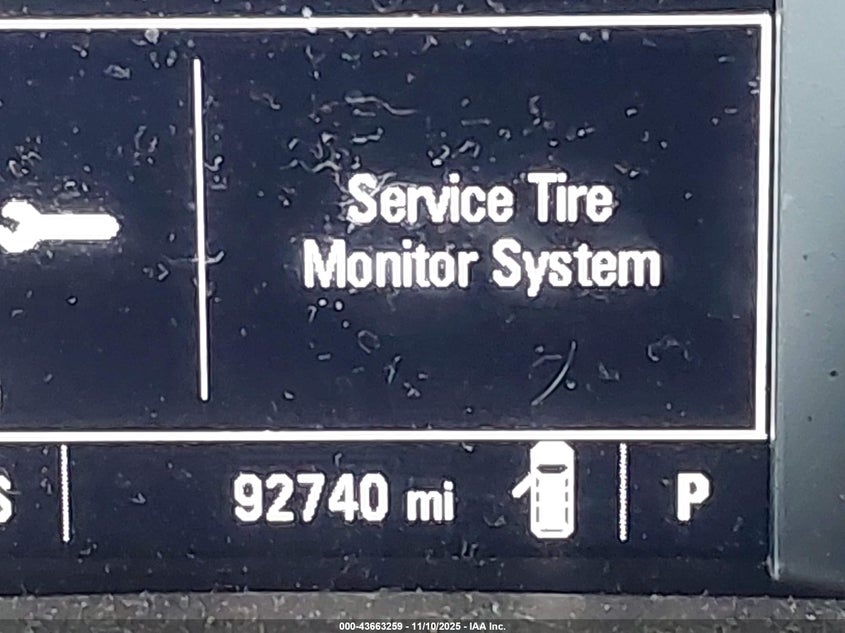 Service Tire
Monitor System
S
92740 mi
P
000-43663259 - 11/10/2025 - IAA Inc.